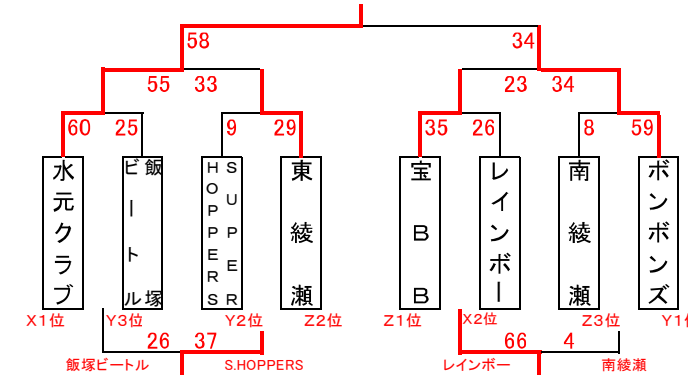 58 34
55 33 23 34
60 25 9 29 35 26 8 59
水元クラブ
飯塚ビートル
SUPER HOPPERS
東綾瀬
宝BB
レインボー
南綾瀬
ボンボンズ
X1位 Y3位 Y2位 Z2位 Z1位 X2位 Z3位 Y1位
26 37 66 4
飯塚ビートル S.HOPPERS レインボー 南綾瀬